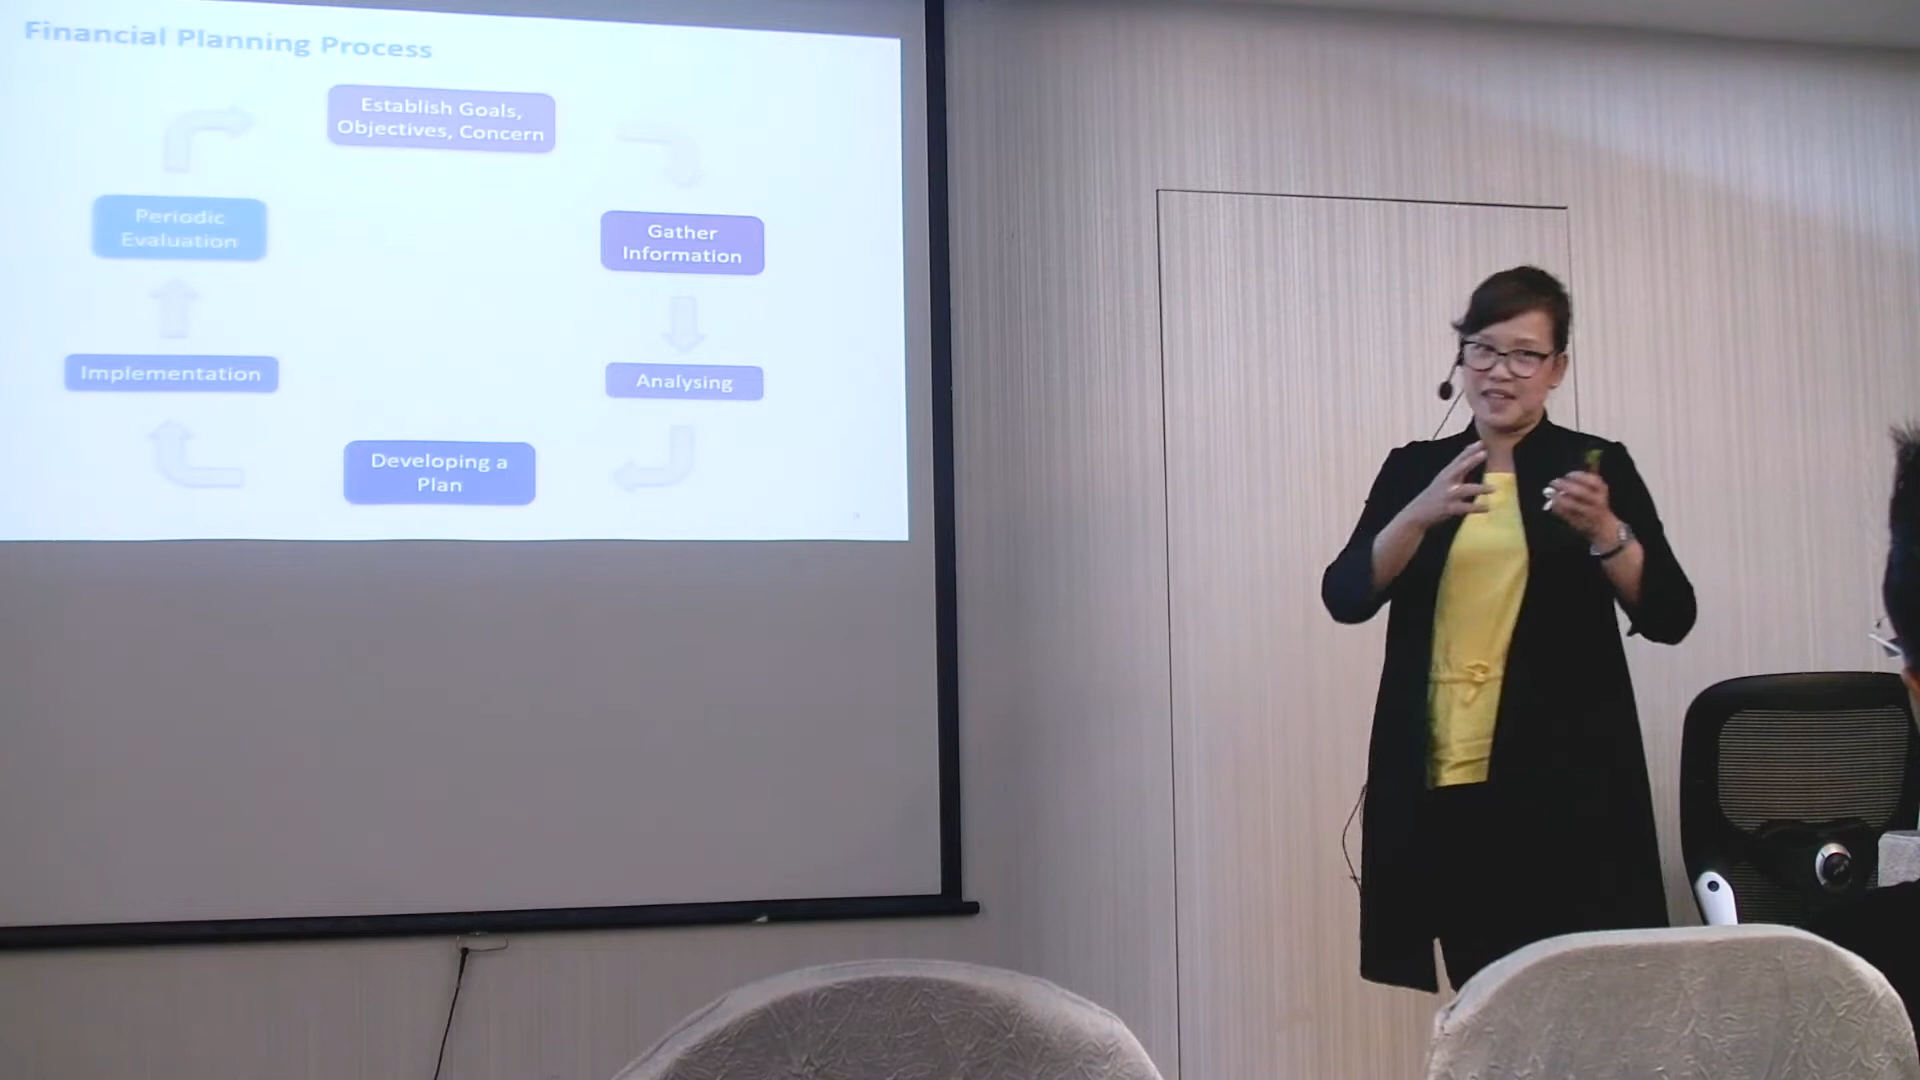 Financial Planning Process
Establish Goals,
Objectives, Concern
Gather
Information
Analysing
Developing a
Plan
Implementation
Periodic
Evaluation